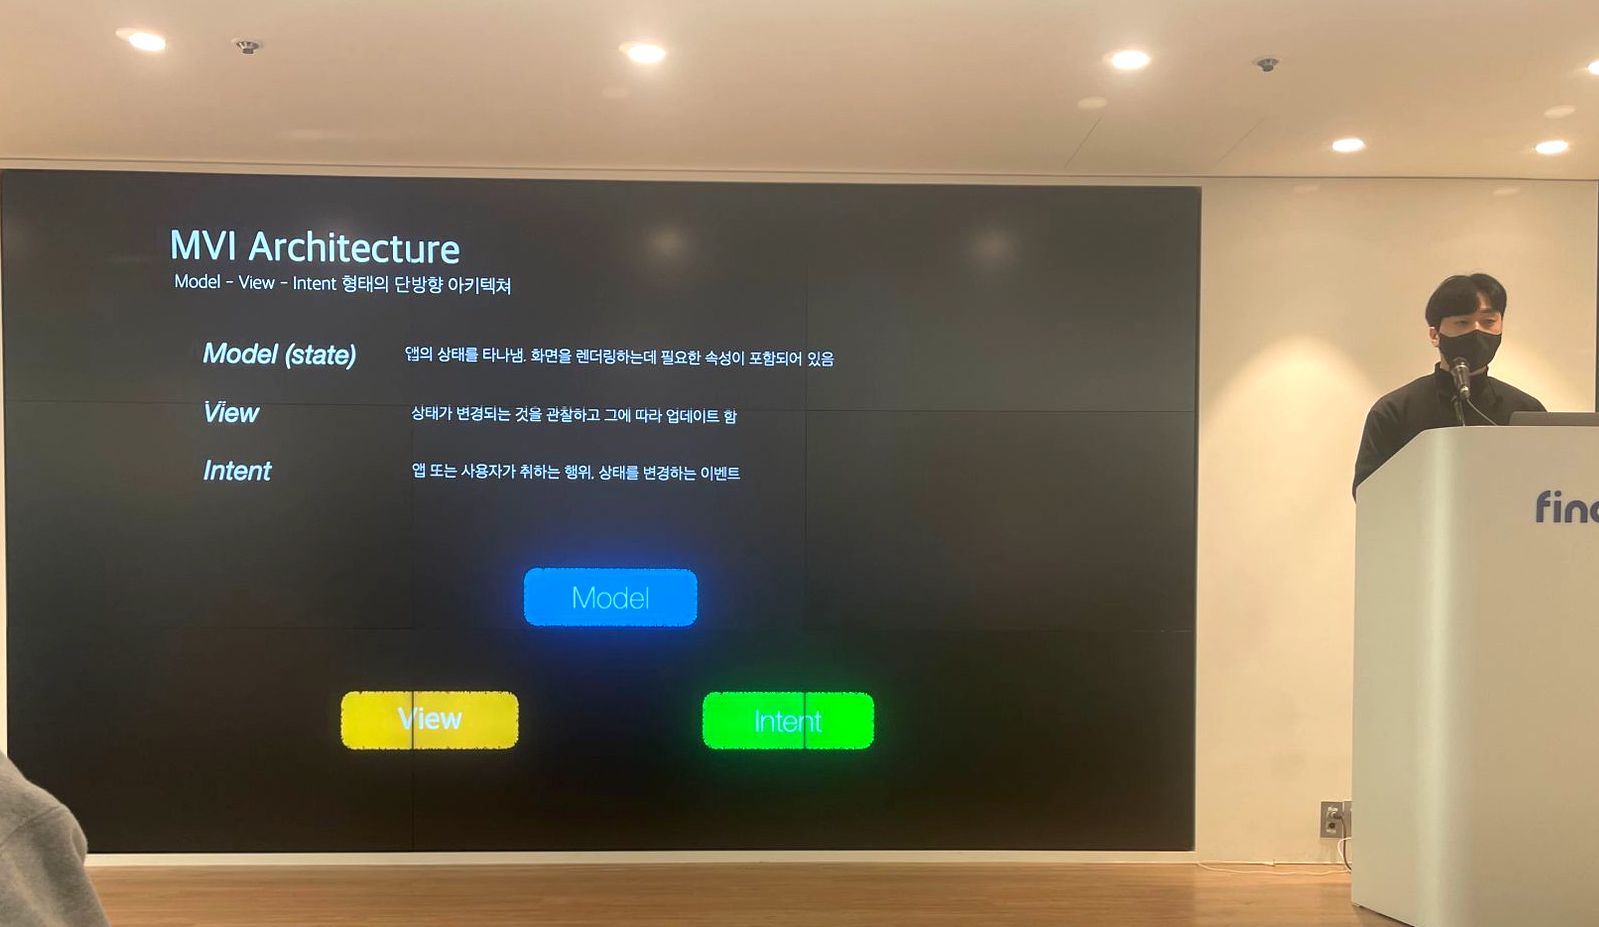 MVI Architecture
Model - View - Intent 형태의 단방향 아키텍쳐
Model (state) 앱의 상태를 타나냄. 화면을 렌더링하는데 필요한 속성이 포함되어 있음
View 상태가 변경되는 것을 관찰하고 그에 따라 업데이트 함
Intent 앱 또는 사용자가 취하는 행위. 상태를 변경하는 이벤트
Model
View
Intent